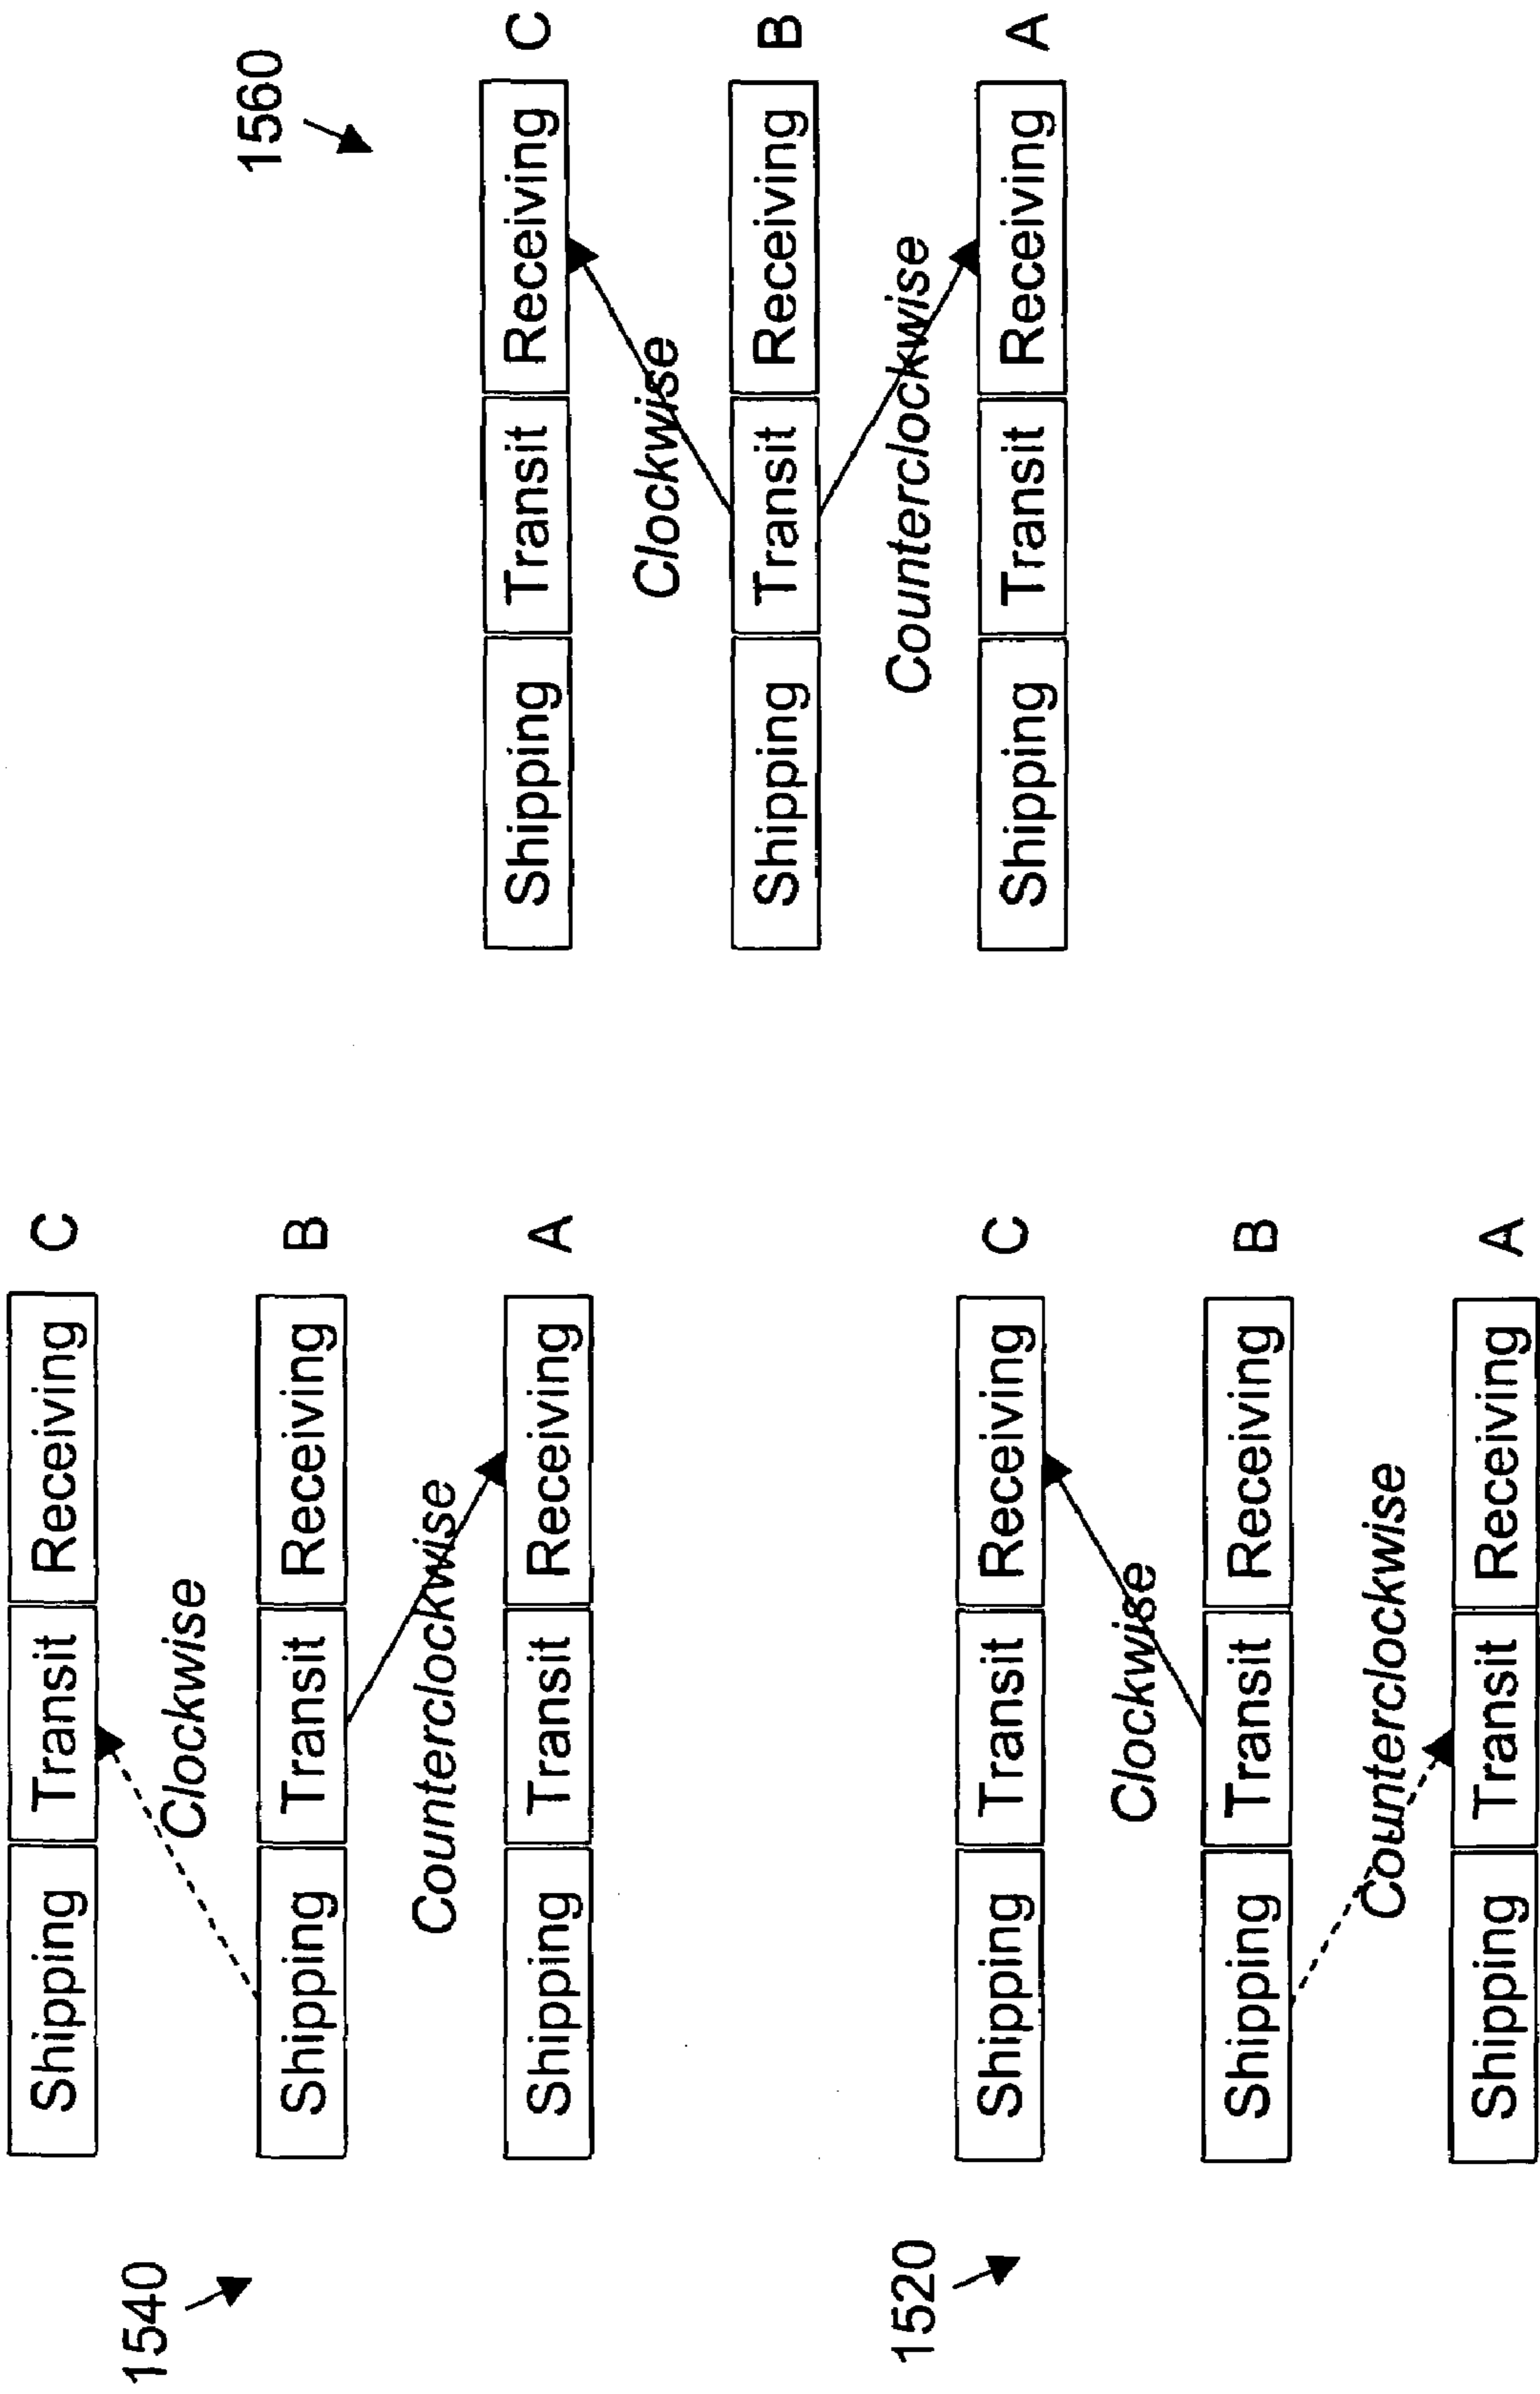 1540
Shipping Transit Receiving C
Clockwise
Shipping Transit Receiving B
Counterclockwise
Shipping Transit Receiving A
1520
Shipping Transit Receiving C
Clockwise
Shipping Transit Receiving B
Counterclockwise
Shipping Transit Receiving A
1560
Shipping Transit Receiving C
Clockwise
Shipping Transit Receiving B
Counterclockwise
Shipping Transit Receiving A